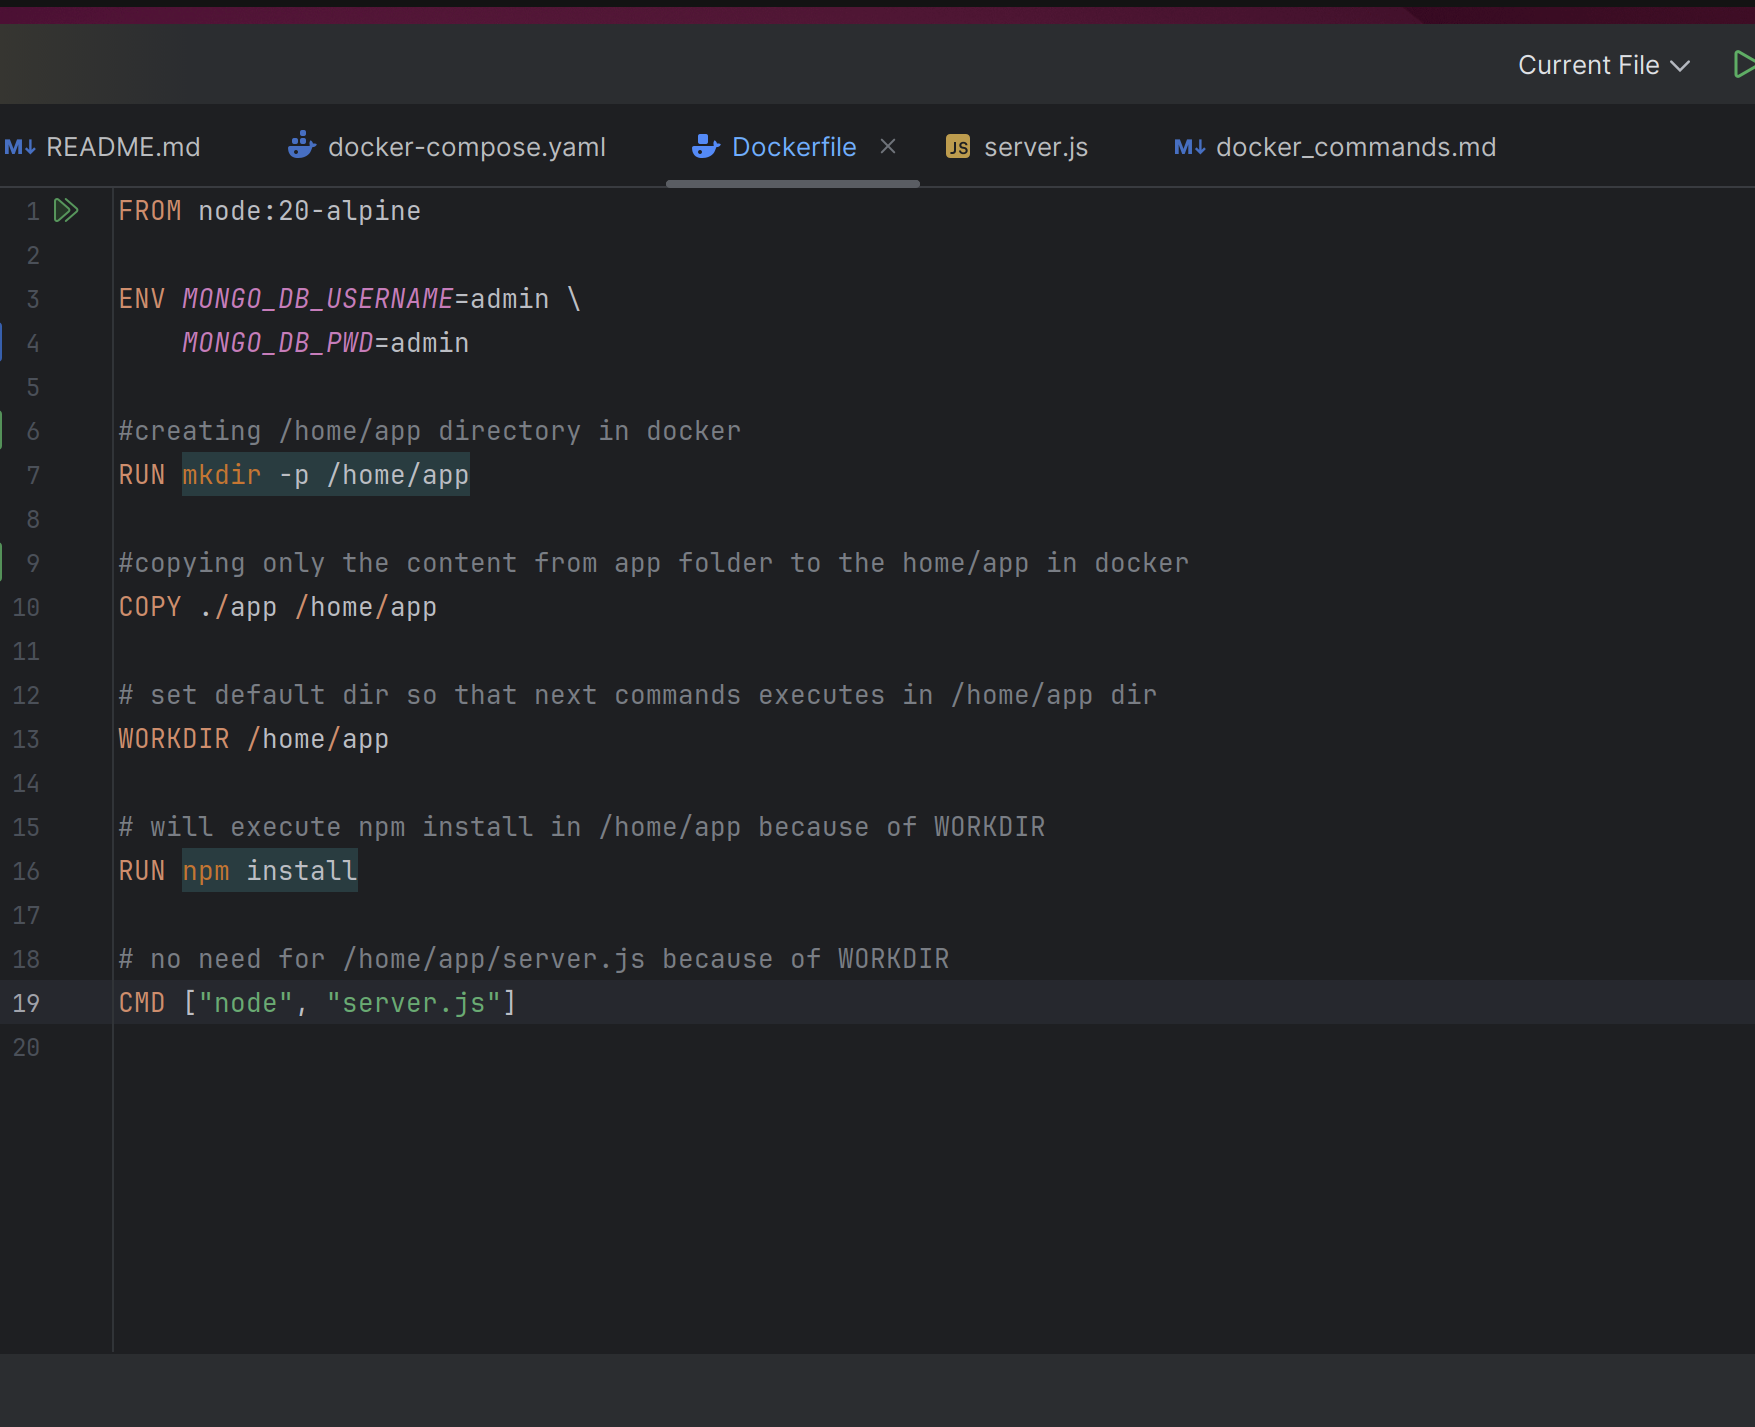 Current File
README.md docker-compose.yaml Dockerfile server.js docker_commands.md
1 FROM node:20-alpine
2
3 ENV MONGO_DB_USERNAME=admin \
4     MONGO_DB_PWD=admin
5
6 #creating /home/app directory in docker
7 RUN mkdir -p /home/app
8
9 #copying only the content from app folder to the home/app in docker
10 COPY ./app /home/app
11
12 # set default dir so that next commands executes in /home/app dir
13 WORKDIR /home/app
14
15 # will execute npm install in /home/app because of WORKDIR
16 RUN npm install
17
18 # no need for /home/app/server.js because of WORKDIR
19 CMD ["node", "server.js"]
20